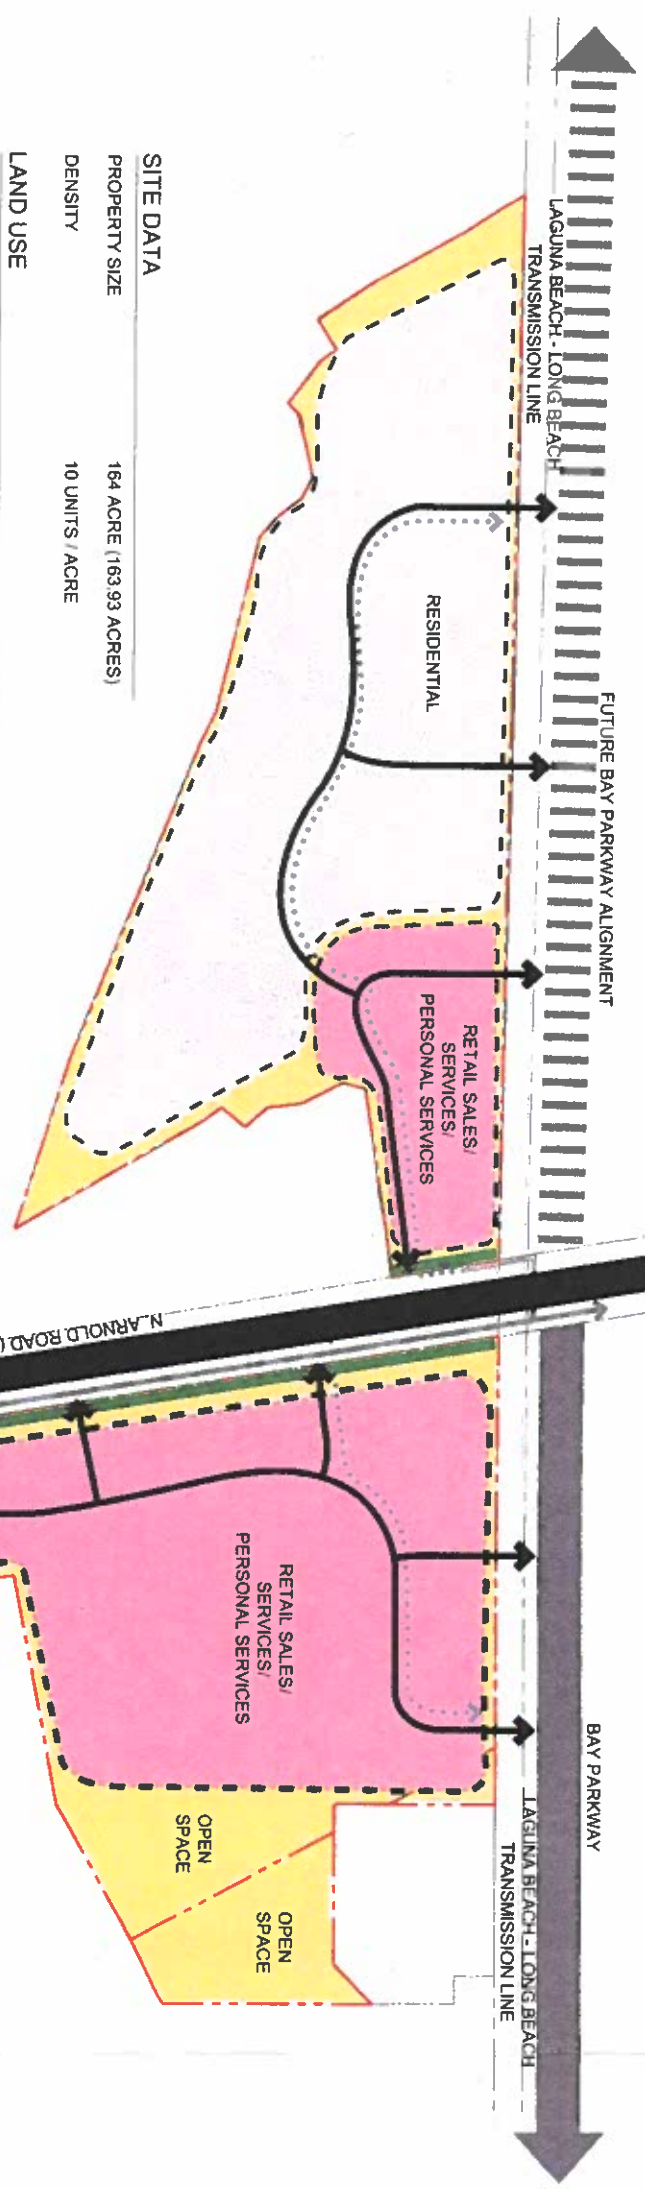 LAGUNA BEACH - LONG BEACH
TRANSMISSION LINE
FUTURE BAY PARKWAY ALIGNMENT
BAY PARKWAY
LAGUNA BEACH - LONG BEACH
TRANSMISSION LINE
RESIDENTIAL
RETAIL SALES/
SERVICES/
PERSONAL SERVICES
RETAIL SALES/
SERVICES/
PERSONAL SERVICES
OPEN
SPACE
OPEN
SPACE
N. ARNOLD ROAD (
SITE DATA
PROPERTY SIZE 164 ACRE (163.93 ACRES)
DENSITY 10 UNITS / ACRE
LAND USE